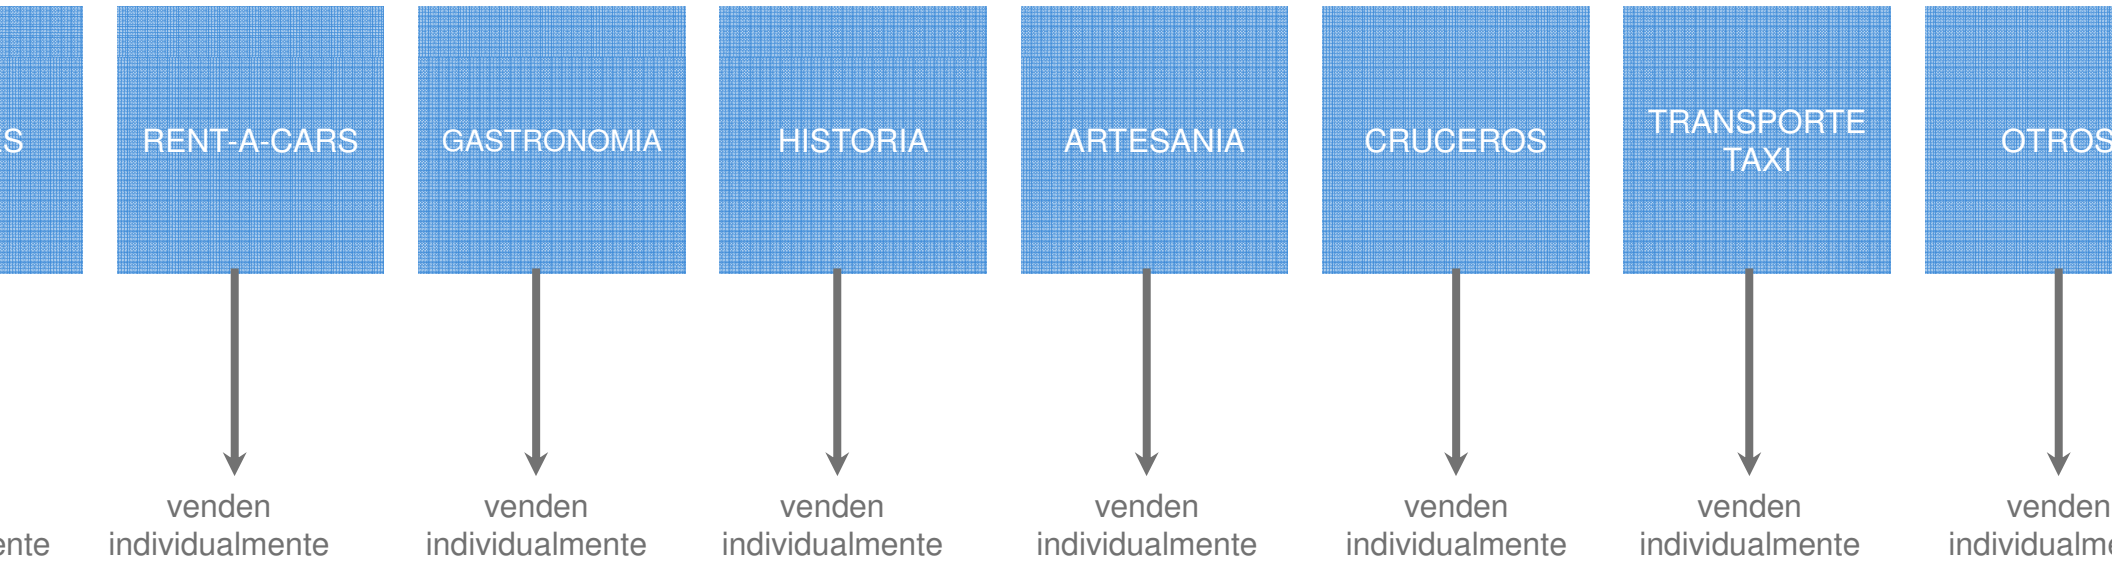 RENT-A-CARS
GASTRONOMIA
HISTORIA
ARTESANIA
CRUCEROS
TRANSPORTE
TAXI
OTROS
venden
individualmente
venden
individualmente
venden
individualmente
venden
individualmente
venden
individualmente
venden
individualmente
venden